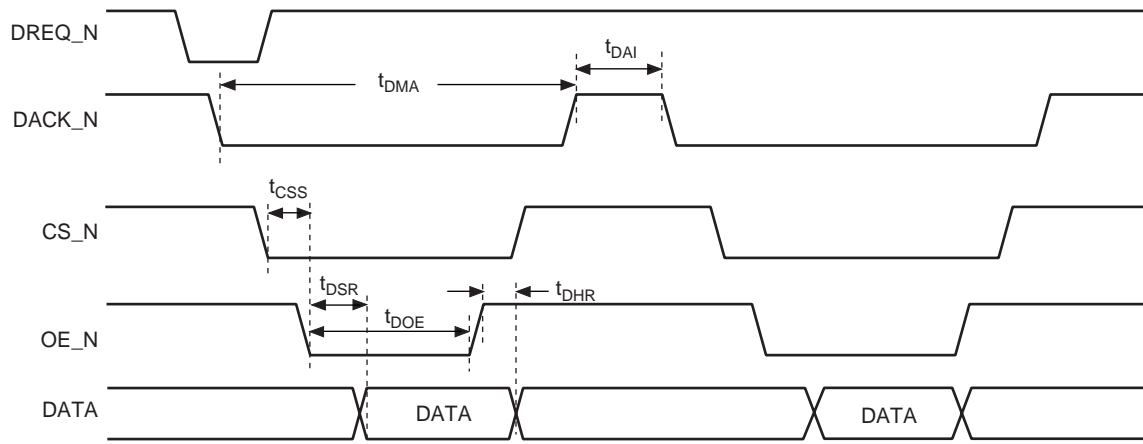 DREQ_N
tDAI
tDMA
DACK_N
tCSS
CS_N
tDSR
tDHR
tDOE
OE_N
DATA
DATA
DATA